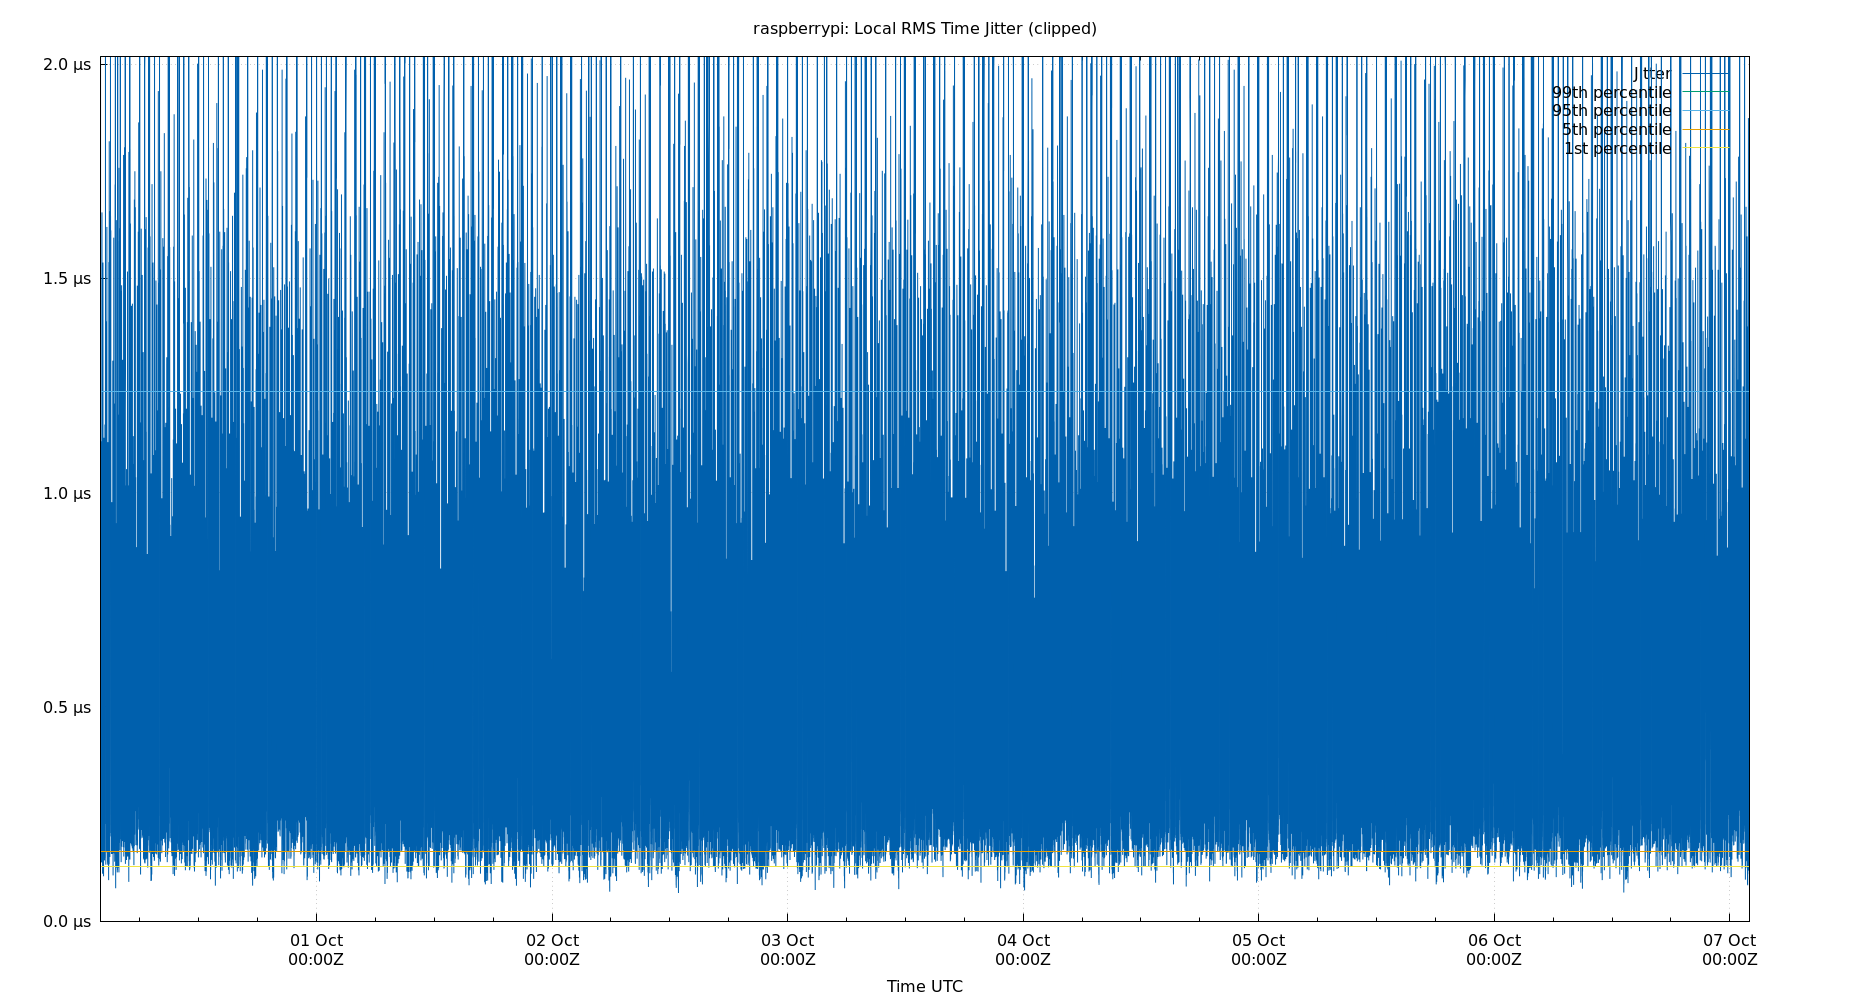 raspberrypi: Local RMS Time Jitter (clipped)
2.0 µs
1.5 µs
1.0 µs
0.5 µs
0.0 µs
Jitter
99th percentile
95th percentile
5th percentile
1st percentile
01 Oct
00:00Z
02 Oct
00:00Z
03 Oct
00:00Z
04 Oct
00:00Z
05 Oct
00:00Z
06 Oct
00:00Z
07 Oct
00:00Z
Time UTC